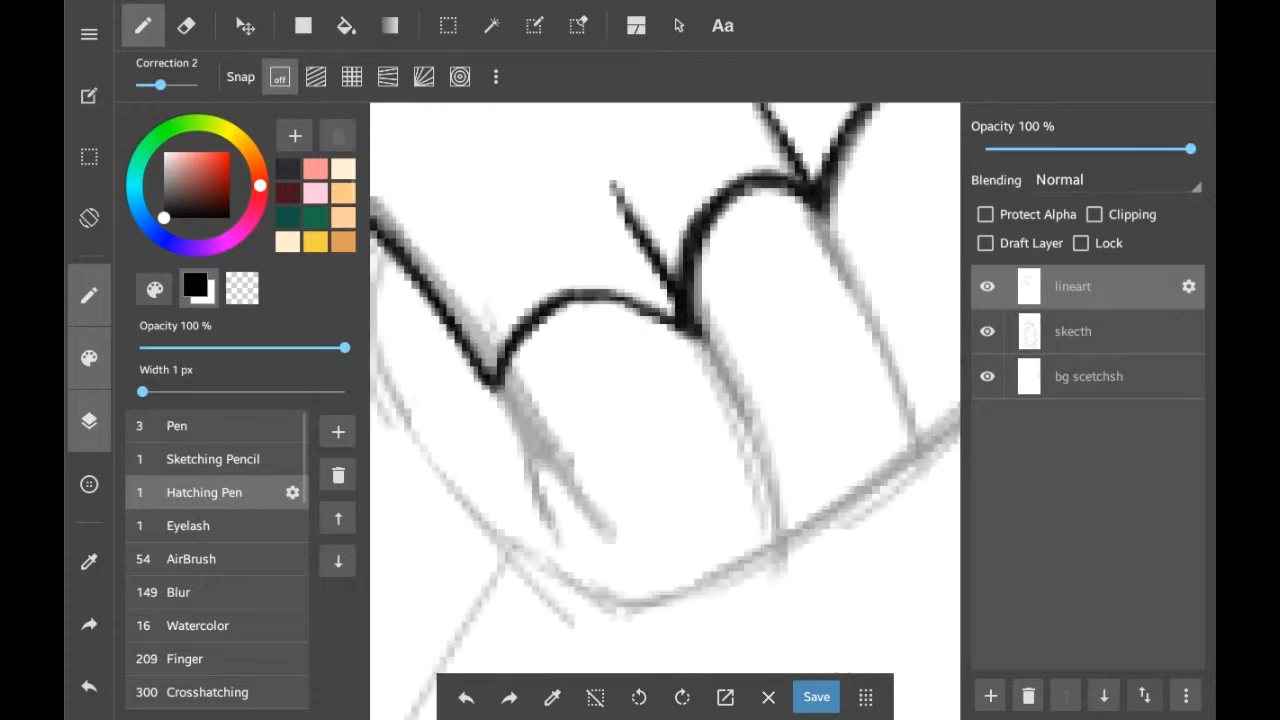 Aa
Correction 2
Snap
off
Opacity 100 %
Width 1 px
3 Pen
1 Sketching Pencil
1 Hatching Pen
1 Eyelash
54 AirBrush
149 Blur
16 Watercolor
209 Finger
300 Crosshatching
Save
Opacity 100 %
Blending Normal
Protect Alpha Clipping
Draft Layer Lock
lineart
skecth
bg scetchsh